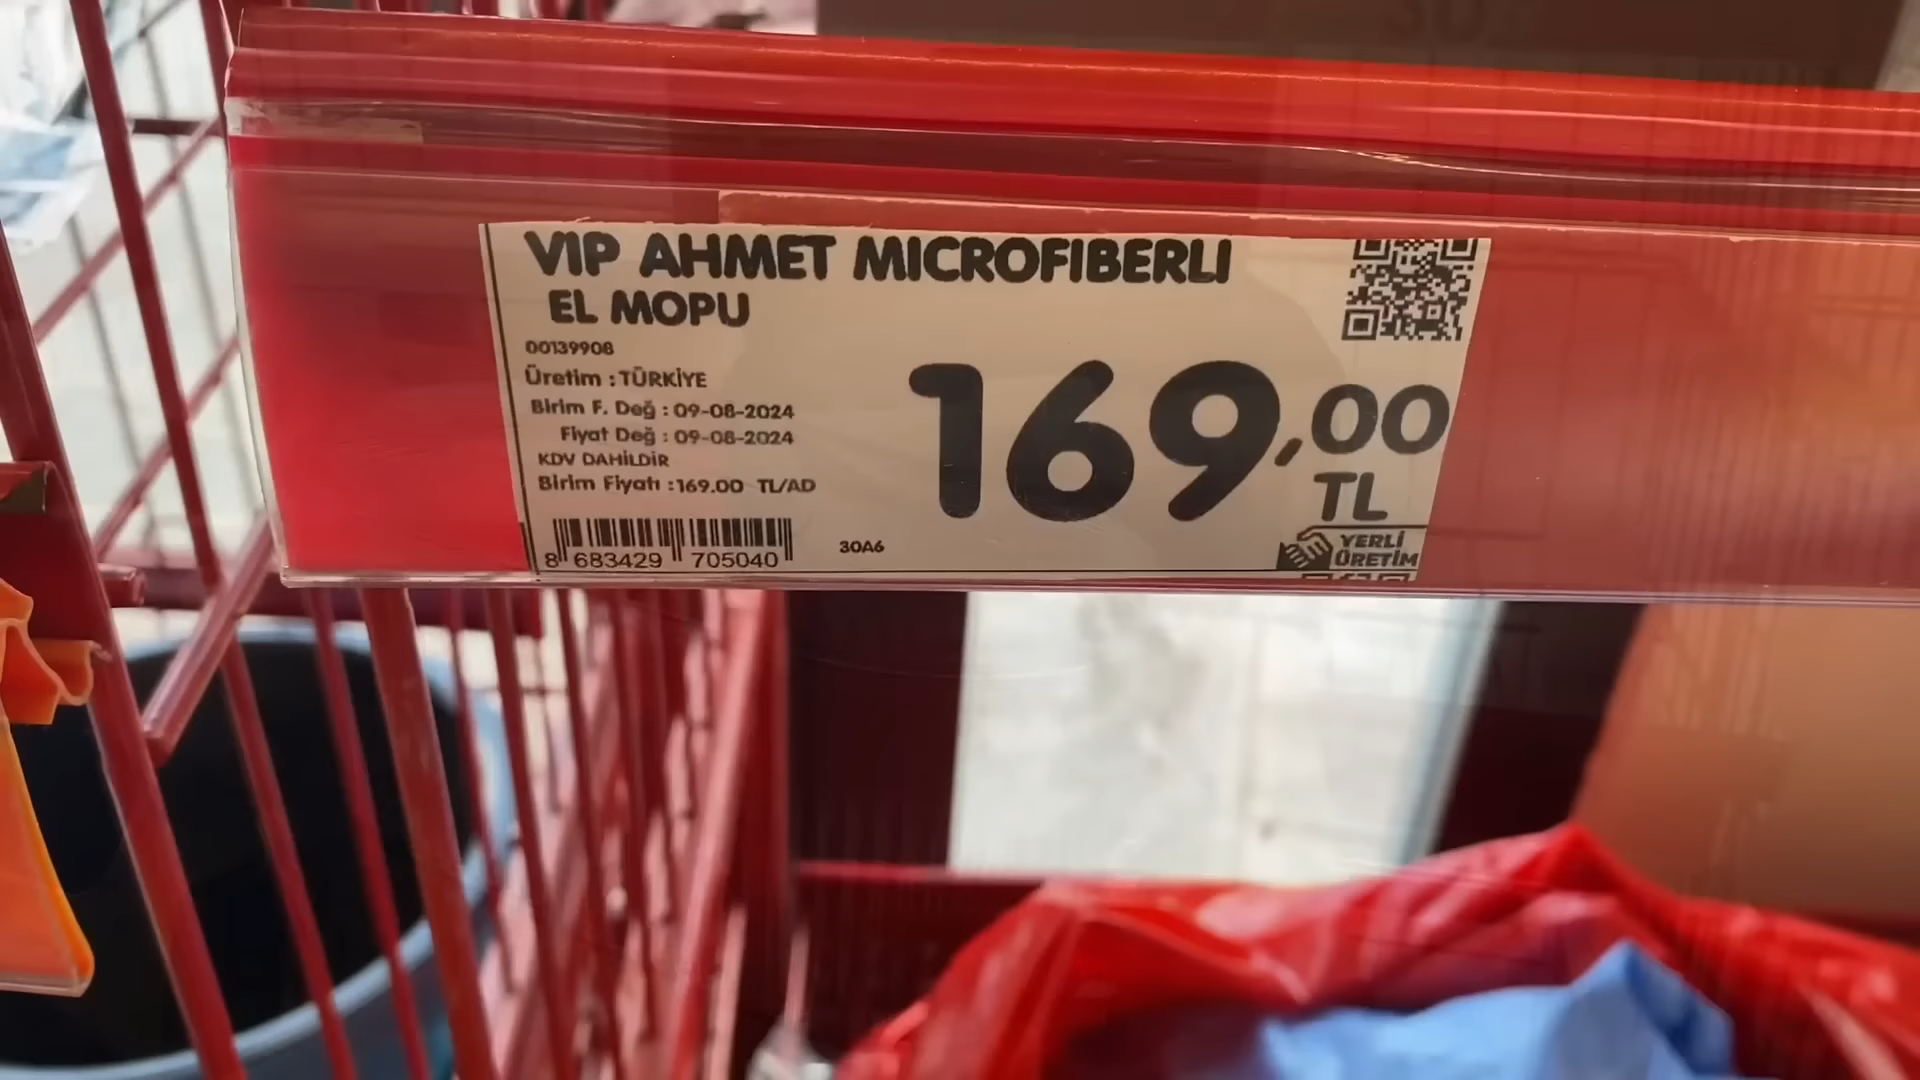 VIP AHMET MICROFIBERLI
EL MOPU
00139908
Üretim : TÜRKİYE
Birim F. Değ : 09-08-2024
Fiyat Değ : 09-08-2024
KDV DAHİLDİR
Birim Fiyatı : 169.00 TL/AD
169,00
TL
8 683429 705040
30A6
YERLİ
ÜRETİM